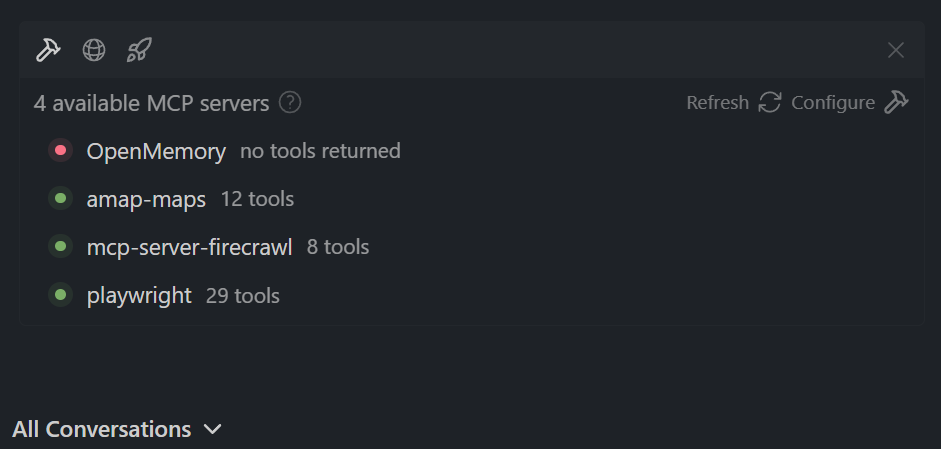 4 available MCP servers ? Refresh Configure
OpenMemory no tools returned
amap-maps 12 tools
mcp-server-firecrawl 8 tools
playwright 29 tools
All Conversations